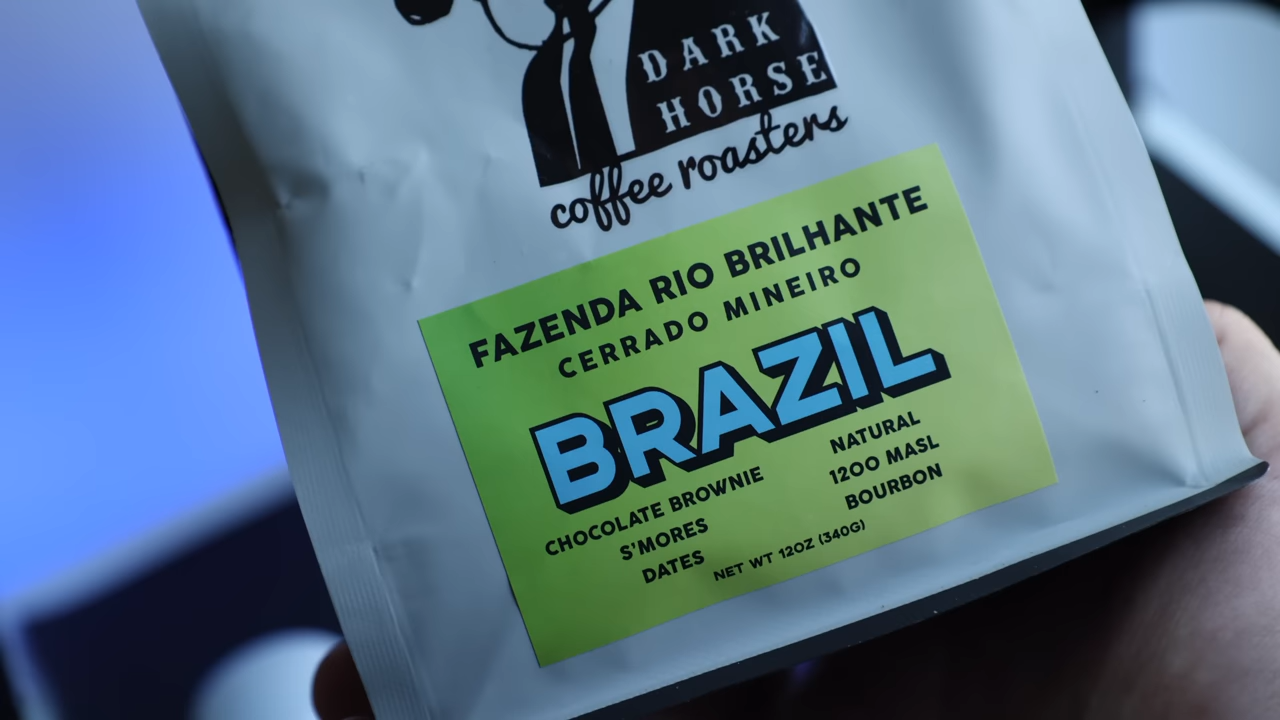 DARK
HORSE
coffee roasters
FAZENDA RIO BRILHANTE
CERRADO MINEIRO
BRAZIL
CHOCOLATE BROWNIE
S'MORES
DATES
NATURAL
1200 MASL
BOURBON
NET WT 12OZ (340G)